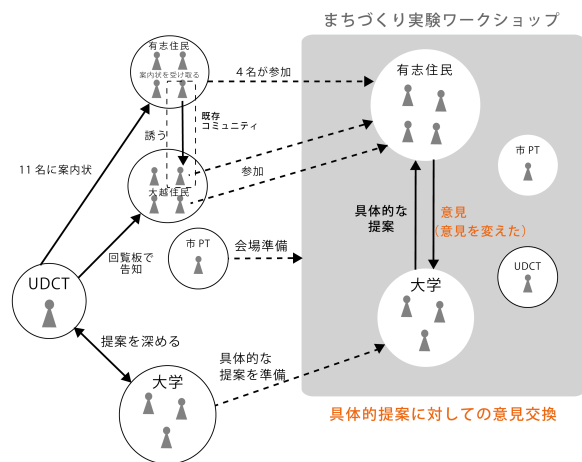 まちづくり実験ワークショップ
有志住民
案内状を受け取る
4名が参加
有志住民
既存
コミュニティ
誘う
市 PT
11名に案内状
参加
大越住民
具体的な
提案
意見
（意見を変えた）
回覧板で
告知
市 PT
会場準備
UDCT
UDCT
大学
提案を深める
具体的な
提案を準備
大学
具体的提案に対しての意見交換